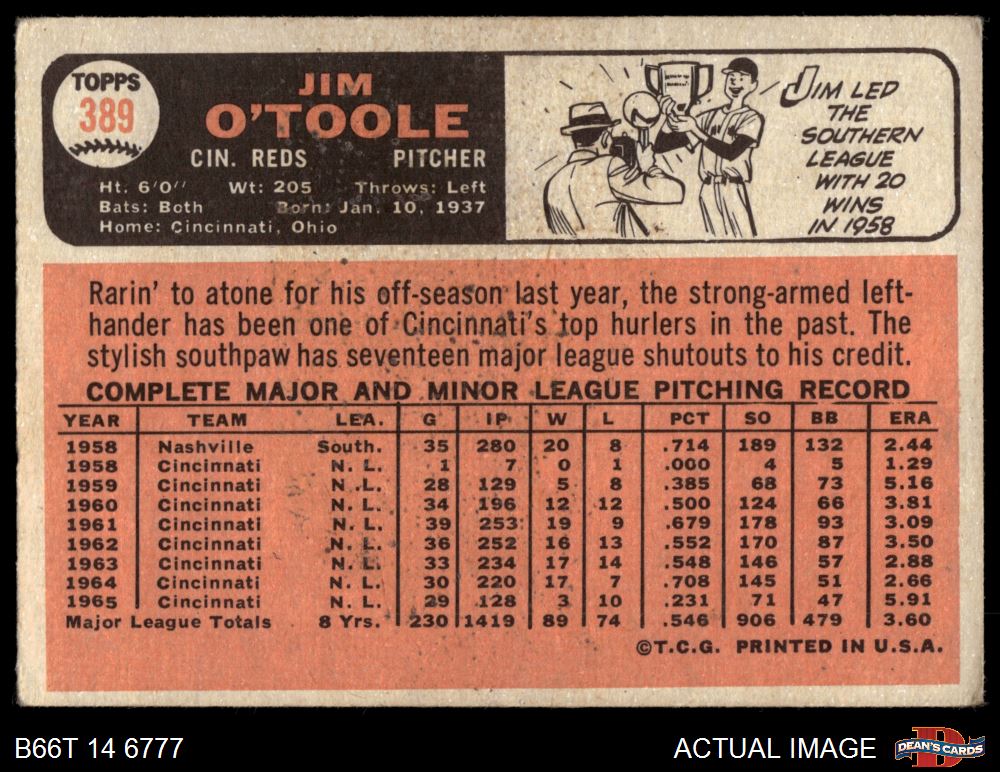 TOPPS
389
JIM
O'TOOLE
CIN. REDS PITCHER
Ht. 6'0" Wt: 205 Throws: Left
Bats: Both Born: Jan. 10, 1937
Home: Cincinnati, Ohio
JIM LED
THE
SOUTHERN
LEAGUE
WITH 20
WINS
IN 1958
Rarin' to atone for his off-season last year, the strong-armed left-
hander has been one of Cincinnati's top hurlers in the past. The
stylish southpaw has seventeen major league shutouts to his credit.
COMPLETE MAJOR AND MINOR LEAGUE PITCHING RECORD
YEAR TEAM LEA. G IP W L PCT SO BB ERA
1958 Nashville South. 35 280 20 8 .714 189 132 2.44
1958 Cincinnati N. L. 1 7 0 1 .000 4 5 1.29
1959 Cincinnati N. L. 28 129 5 8 .385 68 73 5.16
1960 Cincinnati N. L. 34 196 12 12 .500 124 66 3.81
1961 Cincinnati N. L. 39 253 19 9 .679 178 93 3.09
1962 Cincinnati N. L. 36 252 16 13 .552 170 87 3.50
1963 Cincinnati N. L. 33 234 17 14 .548 146 57 2.88
1964 Cincinnati N. L. 30 220 17 7 .708 145 51 2.66
1965 Cincinnati N. L. 29 128 3 10 .231 71 47 5.91
Major League Totals 8 Yrs. 230 1419 89 74 .546 906 479 3.60
©T.C.G. PRINTED IN U.S.A.
B66T 14 6777
ACTUAL IMAGE
DEAN'S CARDS